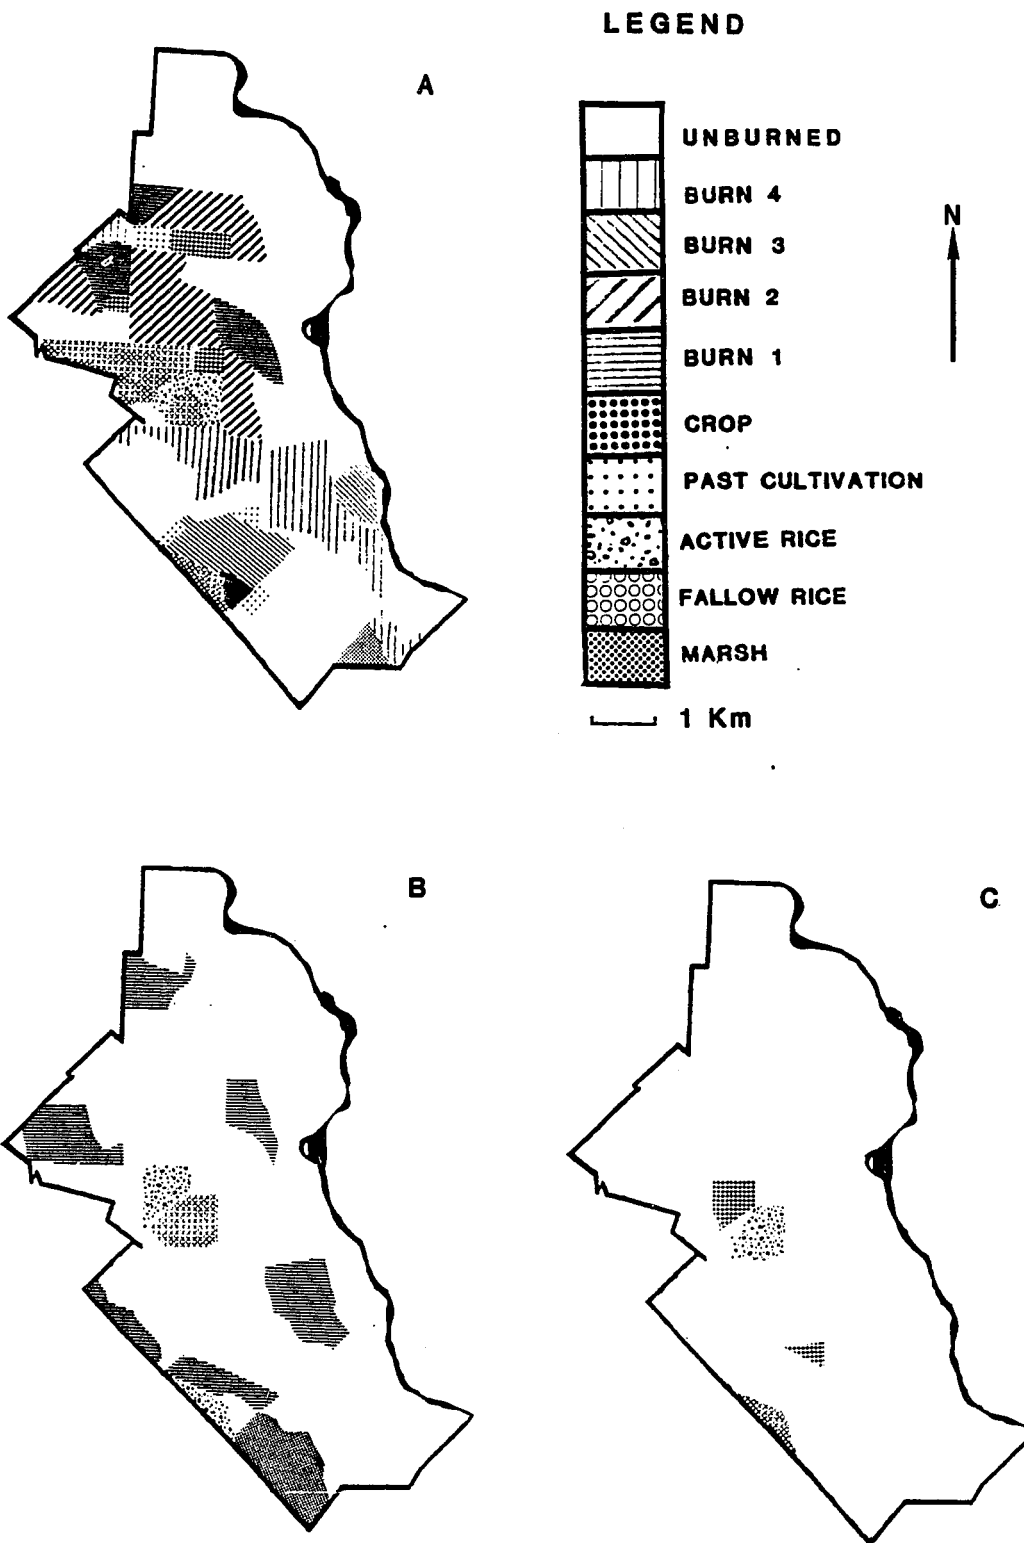 LEGEND
A
UNBURNED
BURN 4
N
BURN 3
BURN 2
BURN 1
CROP
PAST CULTIVATION
ACTIVE RICE
FALLOW RICE
MARSH
1 Km
B
C